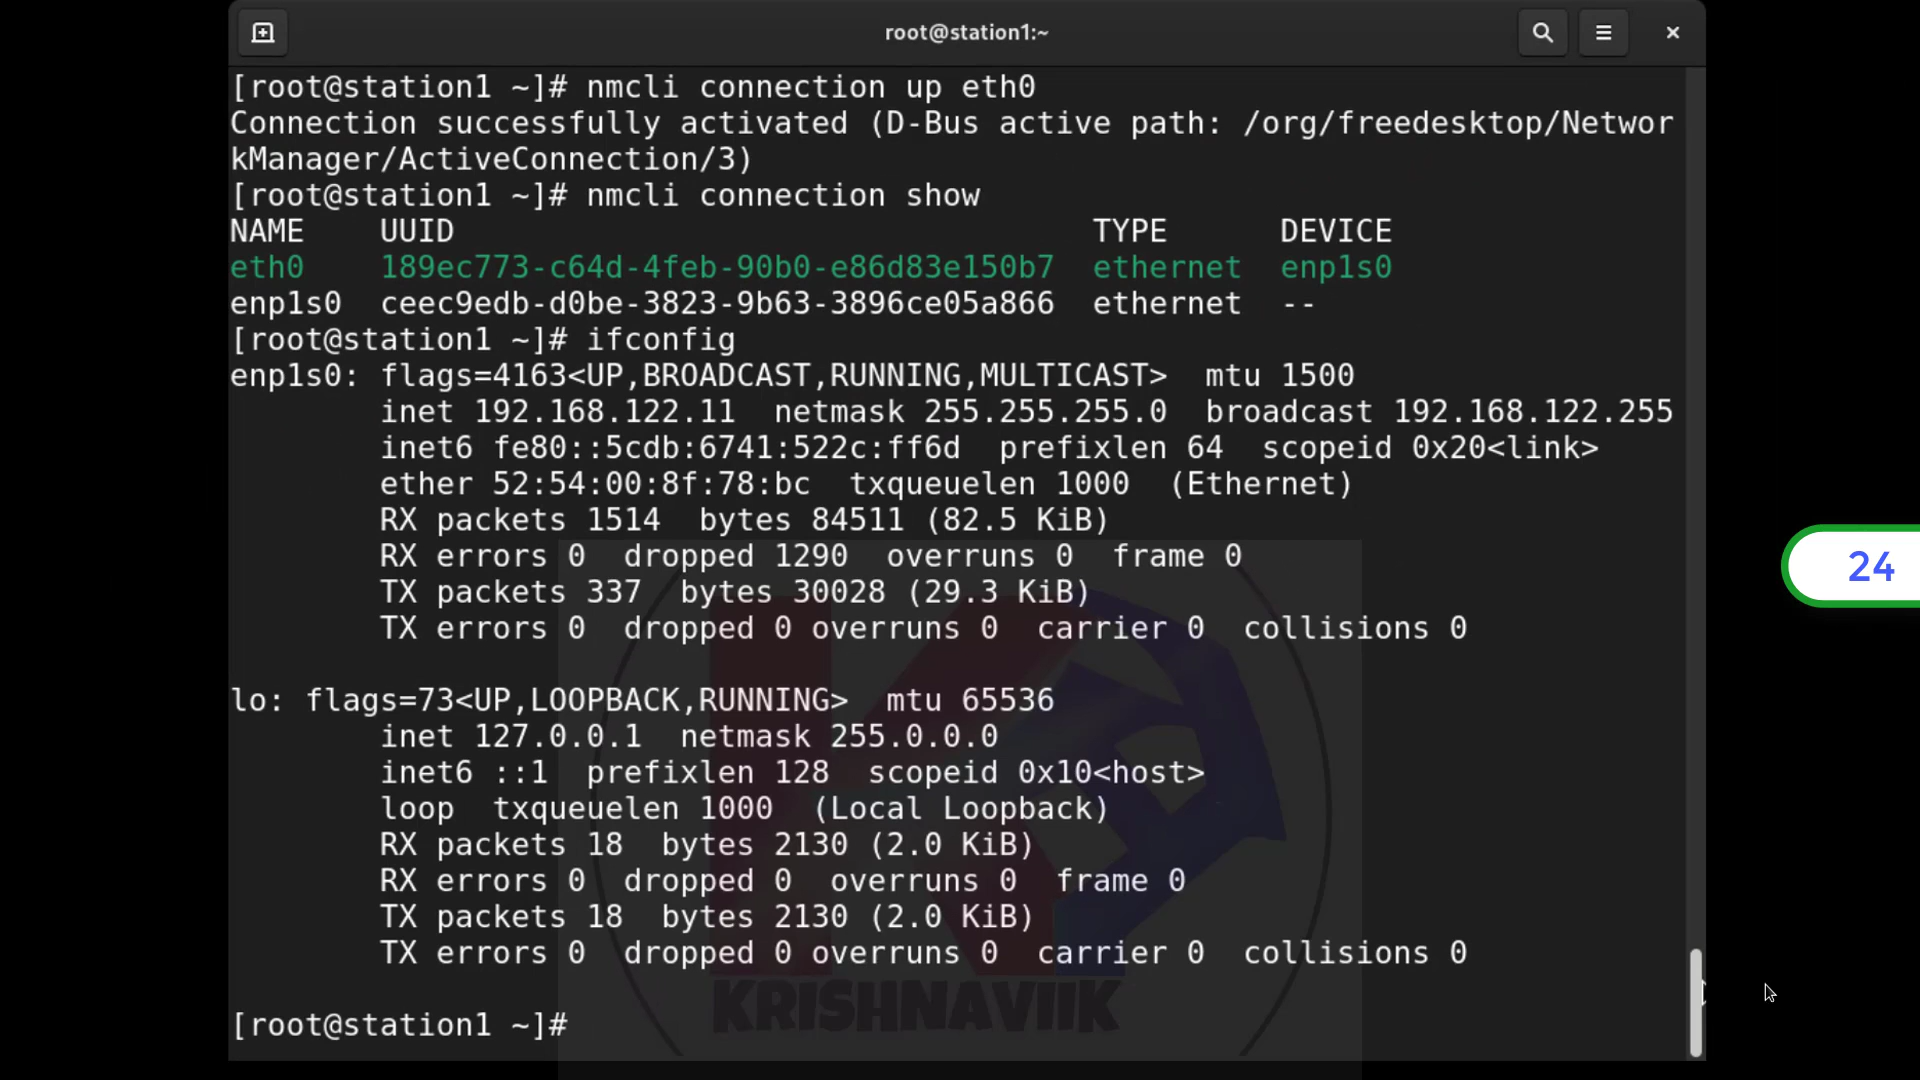 root@station1:~
[root@station1 ~]# nmcli connection up eth0
Connection successfully activated (D-Bus active path: /org/freedesktop/Networ
kManager/ActiveConnection/3)
[root@station1 ~]# nmcli connection show
NAME    UUID                                  TYPE      DEVICE
eth0    189ec773-c64d-4feb-90b0-e86d83e150b7  ethernet  enp1s0
enp1s0  ceec9edb-d0be-3823-9b63-3896ce05a866  ethernet  --
[root@station1 ~]# ifconfig
enp1s0: flags=4163<UP,BROADCAST,RUNNING,MULTICAST>  mtu 1500
        inet 192.168.122.11  netmask 255.255.255.0  broadcast 192.168.122.255
        inet6 fe80::5cdb:6741:522c:ff6d  prefixlen 64  scopeid 0x20<link>
        ether 52:54:00:8f:78:bc  txqueuelen 1000  (Ethernet)
        RX packets 1514  bytes 84511 (82.5 KiB)
        RX errors 0  dropped 1290  overruns 0  frame 0
        TX packets 337  bytes 30028 (29.3 KiB)
        TX errors 0  dropped 0 overruns 0  carrier 0  collisions 0
lo: flags=73<UP,LOOPBACK,RUNNING>  mtu 65536
        inet 127.0.0.1  netmask 255.0.0.0
        inet6 ::1  prefixlen 128  scopeid 0x10<host>
        loop  txqueuelen 1000  (Local Loopback)
        RX packets 18  bytes 2130 (2.0 KiB)
        RX errors 0  dropped 0  overruns 0  frame 0
        TX packets 18  bytes 2130 (2.0 KiB)
        TX errors 0  dropped 0 overruns 0  carrier 0  collisions 0
[root@station1 ~]#
KRISHNAVIIK
24